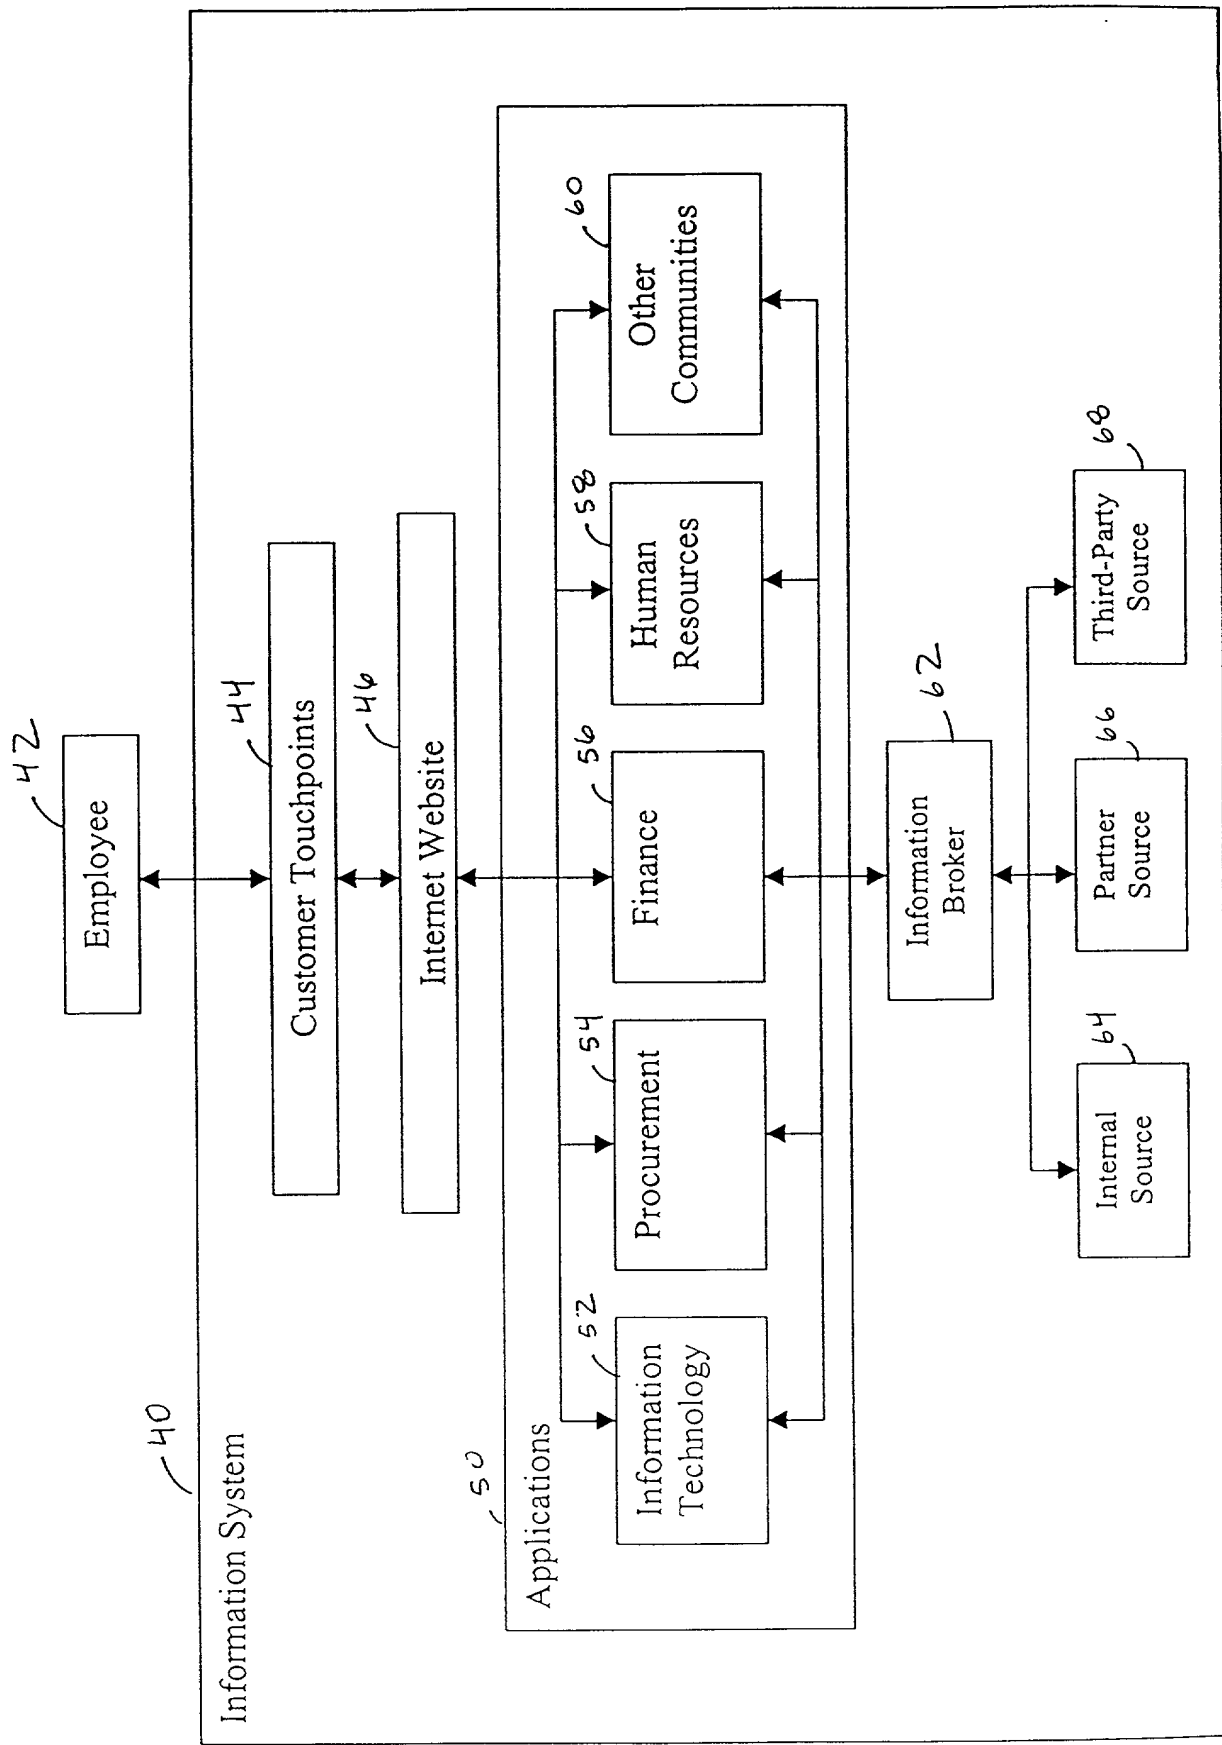 42
Employee
40
Information System
44
Customer Touchpoints
46
Internet Website
50
Applications
52
Information
Technology
54
Procurement
56
Finance
58
Human
Resources
60
Other
Communities
62
Information
Broker
64
Internal
Source
66
Partner
Source
68
Third-Party
Source